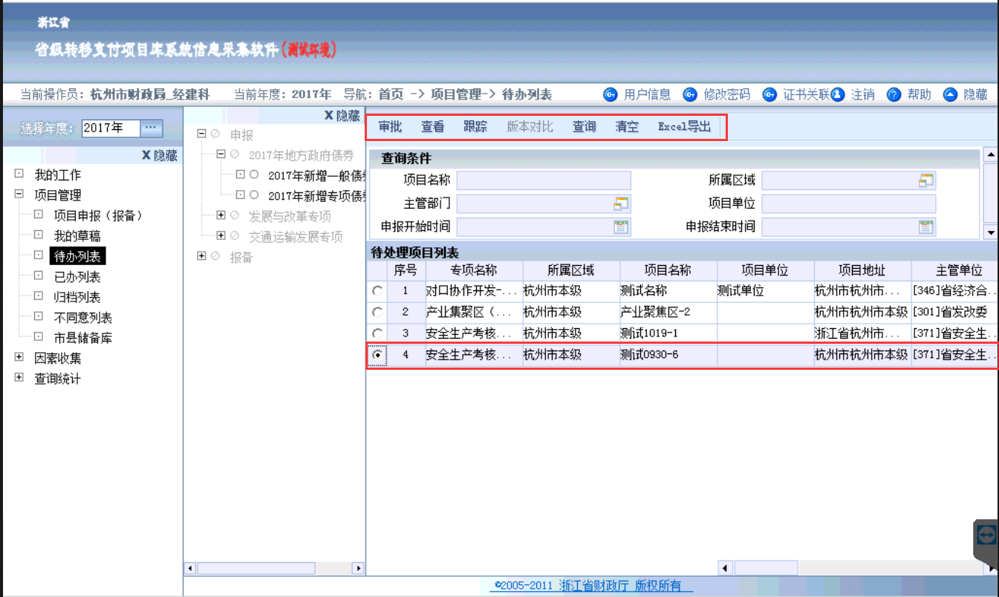 浙江省
省级转移支付项目库系统信息采集软件(测试环境)
当前操作员: 杭州市财政局_经建科 当前年度: 2017年 导航: 首页 -> 项目管理-> 待办列表 用户信息 修改密码 证书关联 注销 帮助 隐藏
选择年度: 2017年 ...
X 隐藏
我的工作
项目管理
项目申报（报备）
我的草稿
待办列表
已办列表
归档列表
不同意列表
市县储备库
因素收集
查询统计
X 隐藏
申报
2017年地方政府债券
2017年新增一般债券
2017年新增专项债券
发展与改革专项
交通运输发展专项
报备
审批 查看 跟踪 版本对比 查询 清空 Excel导出
查询条件
项目名称 所属区域
主管部门 项目单位
申报开始时间 申报结束时间
待处理项目列表
序号 专项名称 所属区域 项目名称 项目单位 项目地址 主管单位
1 对口协作开发-... 杭州市本级 测试名称 测试单位 杭州市杭州市... [346]省经济合...
2 产业集聚区（... 杭州市本级 产业聚焦区-2 杭州市杭州市本级 [301]省发改委
3 安全生产考核... 杭州市本级 测试1019-1 浙江省杭州市... [371]省安全生...
4 安全生产考核... 杭州市本级 测试0930-6 杭州市杭州市本级 [371]省安全生...
©2005-2011 浙江省财政厅 版权所有